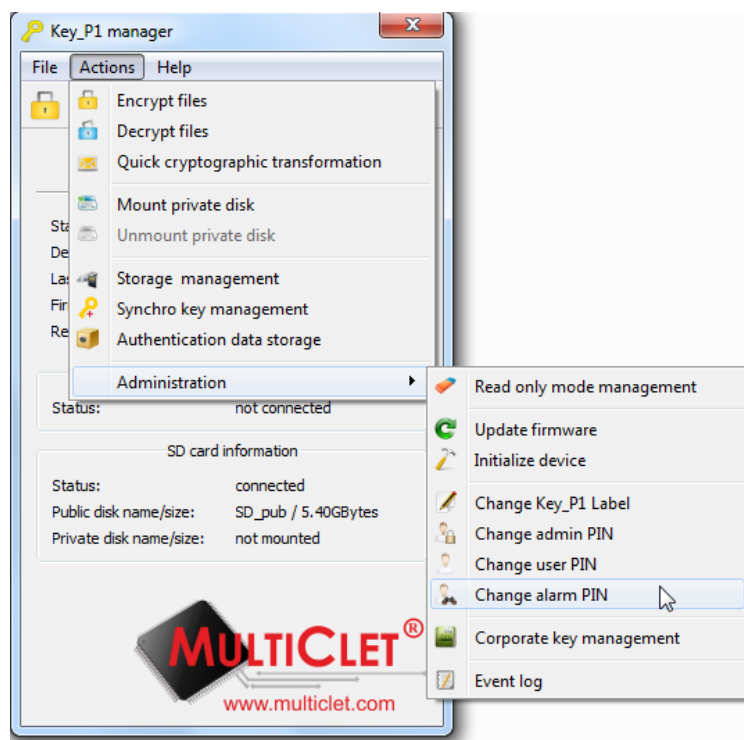 Key_P1 manager
File Actions Help
Encrypt files
Decrypt files
Quick cryptographic transformation
Mount private disk
Unmount private disk
Storage management
Synchro key management
Authentication data storage
Administration
Read only mode management
Update firmware
Initialize device
Change Key_P1 Label
Change admin PIN
Change user PIN
Change alarm PIN
Corporate key management
Event log
Status: not connected
SD card information
Status: connected
Public disk name/size: SD_pub / 5.40GBytes
Private disk name/size: not mounted
MULTICLET®
www.multiclet.com